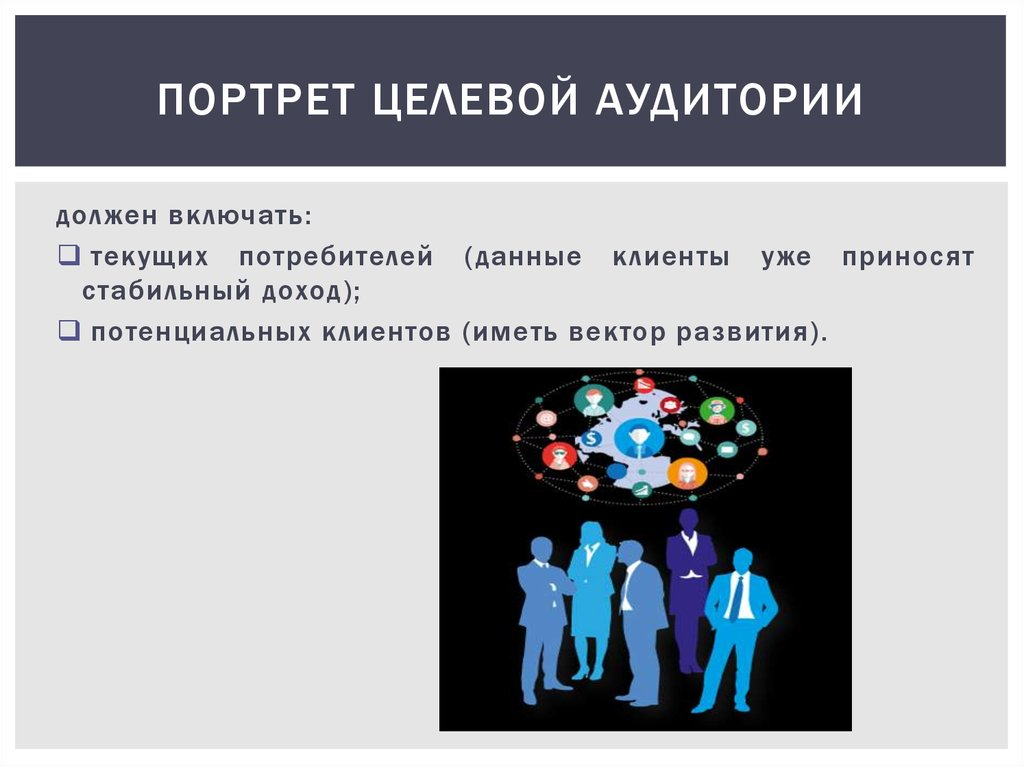 ПОРТРЕТ ЦЕЛЕВОЙ АУДИТОРИИ
должен включать:
текущих потребителей (данные клиенты уже приносят
стабильный доход);
потенциальных клиентов (иметь вектор развития).